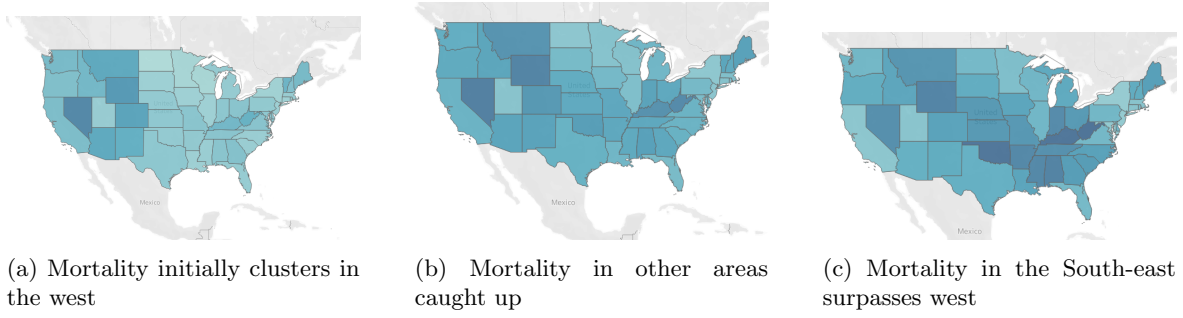 Mexico
Mexico
Mexico
(a) Mortality initially clusters in
the west
(b) Mortality in other areas
caught up
(c) Mortality in the South-east
surpasses west